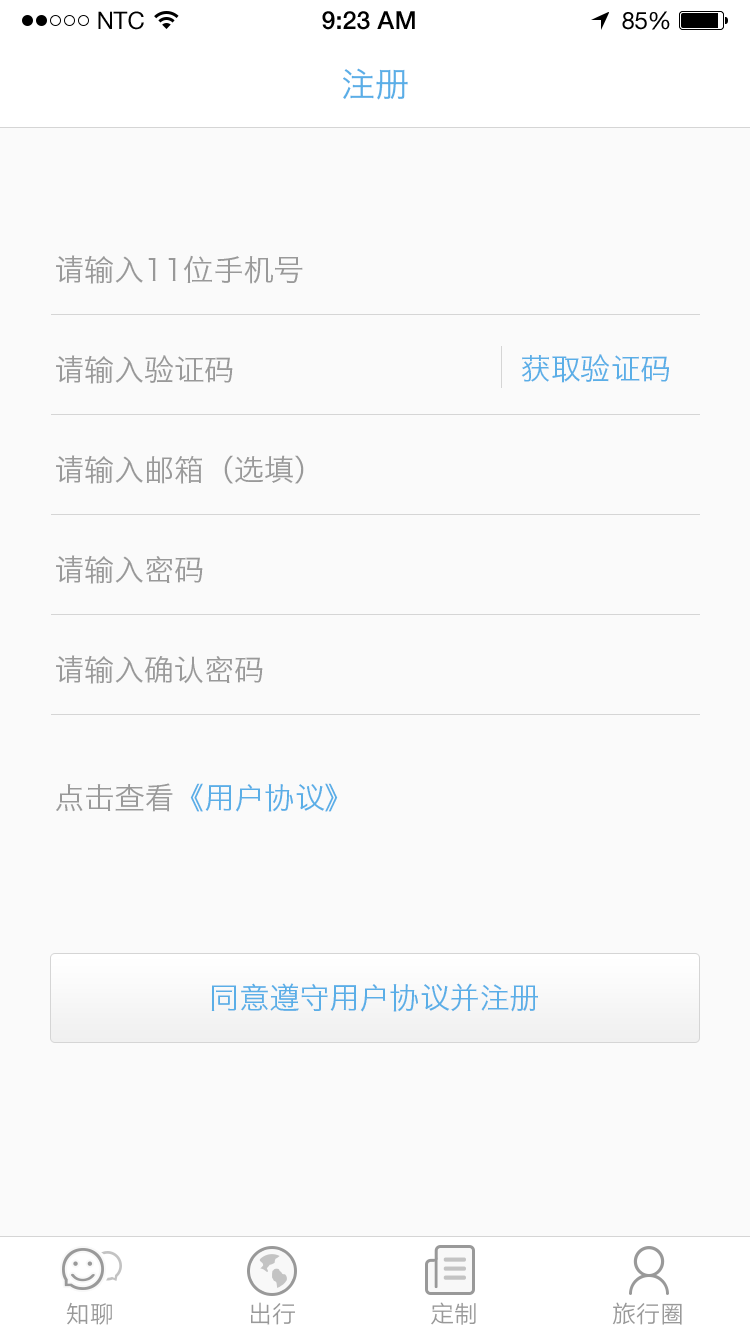 NTC 9:23 AM 85%
注册
请输入11位手机号
请输入验证码 获取验证码
请输入邮箱（选填）
请输入密码
请输入确认密码
点击查看《用户协议》
同意遵守用户协议并注册
知聊 出行 定制 旅行圈